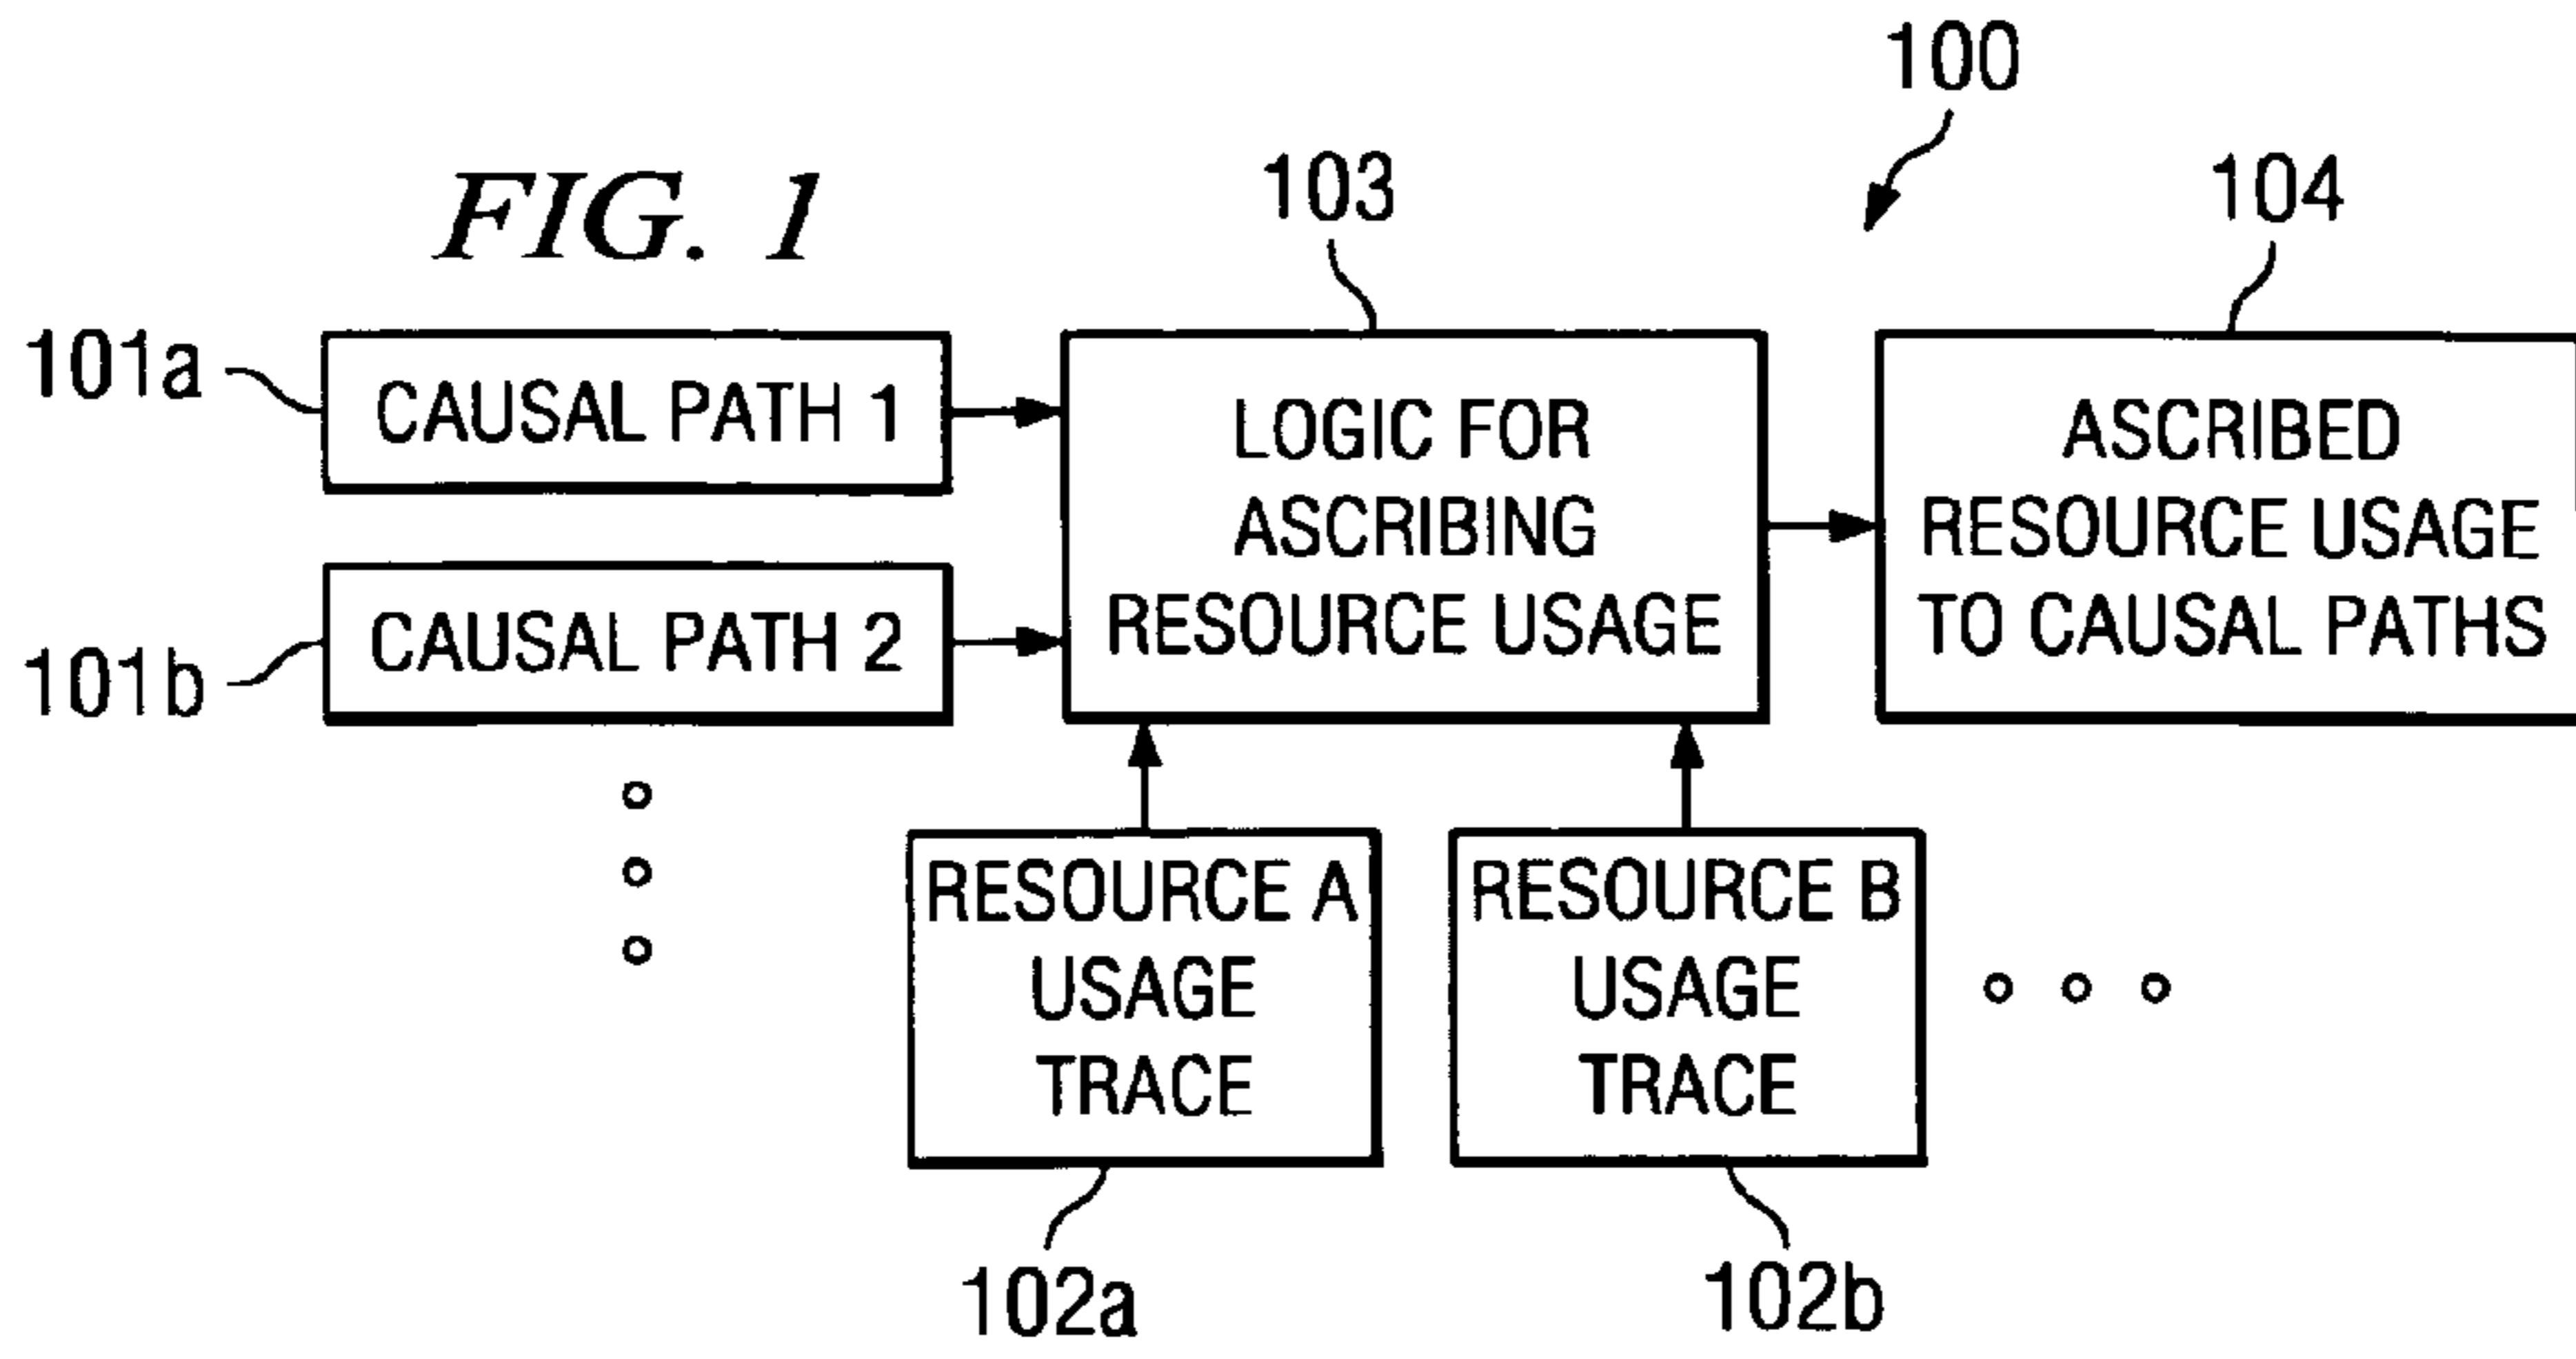 100
FIG. 1
103
104
101a
CAUSAL PATH 1
LOGIC FOR
ASCRIBING
RESOURCE USAGE
ASCRIBED
RESOURCE USAGE
TO CAUSAL PATHS
101b
CAUSAL PATH 2
RESOURCE A
USAGE
TRACE
RESOURCE B
USAGE
TRACE
102a
102b